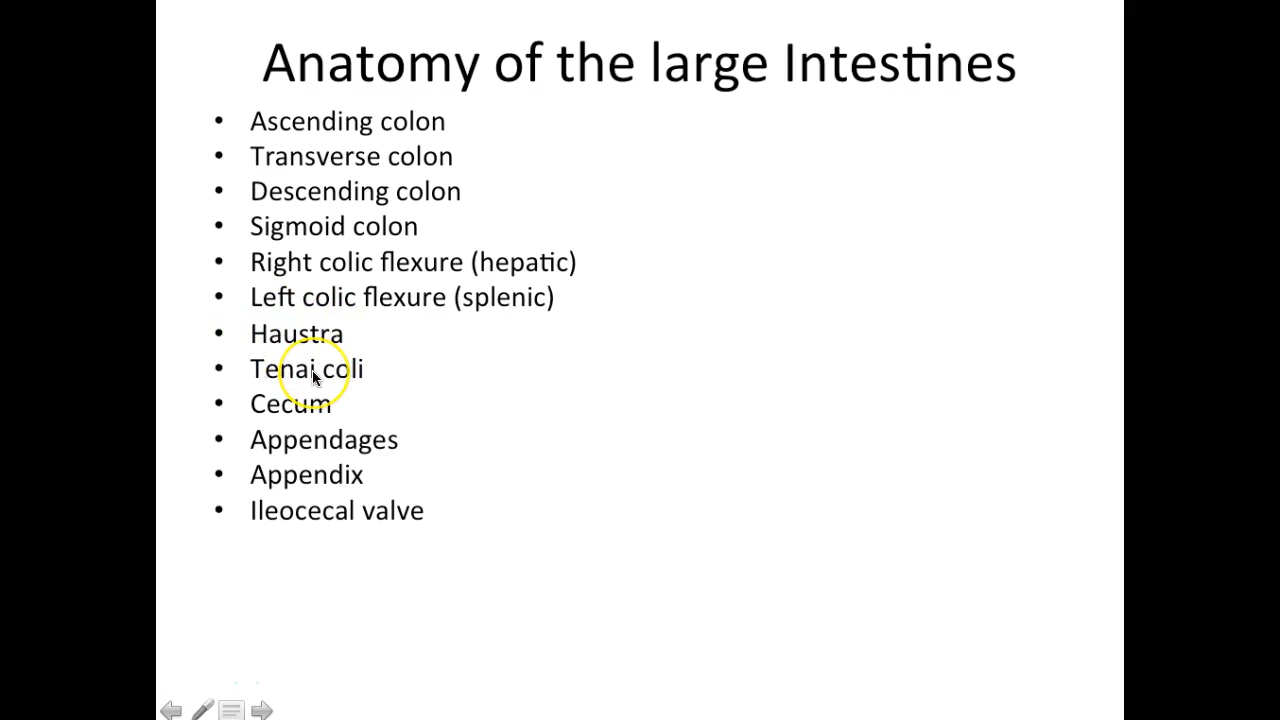 Anatomy of the large Intestines
• Ascending colon
• Transverse colon
• Descending colon
• Sigmoid colon
• Right colic flexure (hepatic)
• Left colic flexure (splenic)
• Haustra
• Tenai coli
• Cecum
• Appendages
• Appendix
• Ileocecal valve